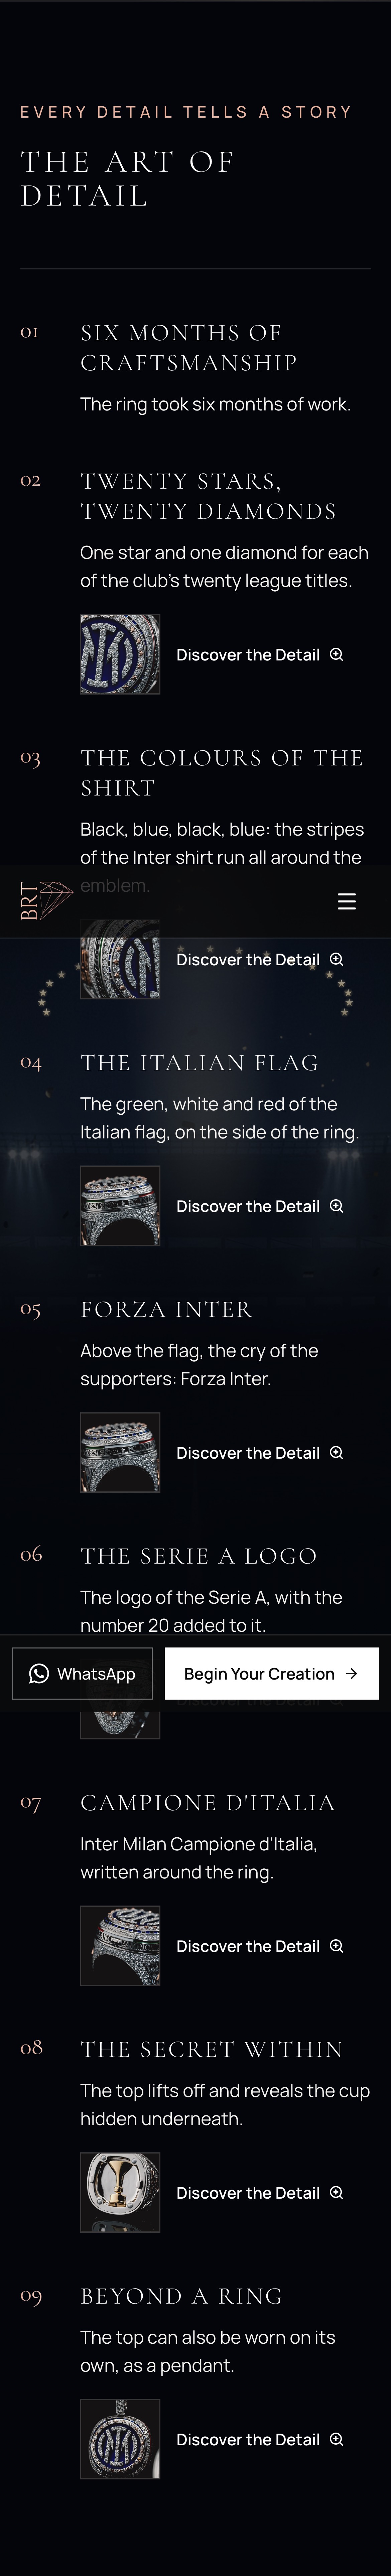 EVERY DETAIL TELLS A STORY
THE ART OF
DETAIL
01
SIX MONTHS OF
CRAFTSMANSHIP
The ring took six months of work.
02
TWENTY STARS,
TWENTY DIAMONDS
One star and one diamond for each
of the club's twenty league titles.
Discover the Detail
03
THE COLOURS OF THE
SHIRT
Black, blue, black, blue: the stripes
of the Inter shirt run all around the
emblem.
BRT
Discover the Detail
04
THE ITALIAN FLAG
The green, white and red of the
Italian flag, on the side of the ring.
Discover the Detail
05
FORZA INTER
Above the flag, the cry of the
supporters: Forza Inter.
Discover the Detail
06
THE SERIE A LOGO
The logo of the Serie A, with the
number 20 added to it.
WhatsApp
Begin Your Creation
Discover the Detail
07
CAMPIONE D'ITALIA
Inter Milan Campione d'Italia,
written around the ring.
Discover the Detail
08
THE SECRET WITHIN
The top lifts off and reveals the cup
hidden underneath.
Discover the Detail
09
BEYOND A RING
The top can also be worn on its
own, as a pendant.
Discover the Detail